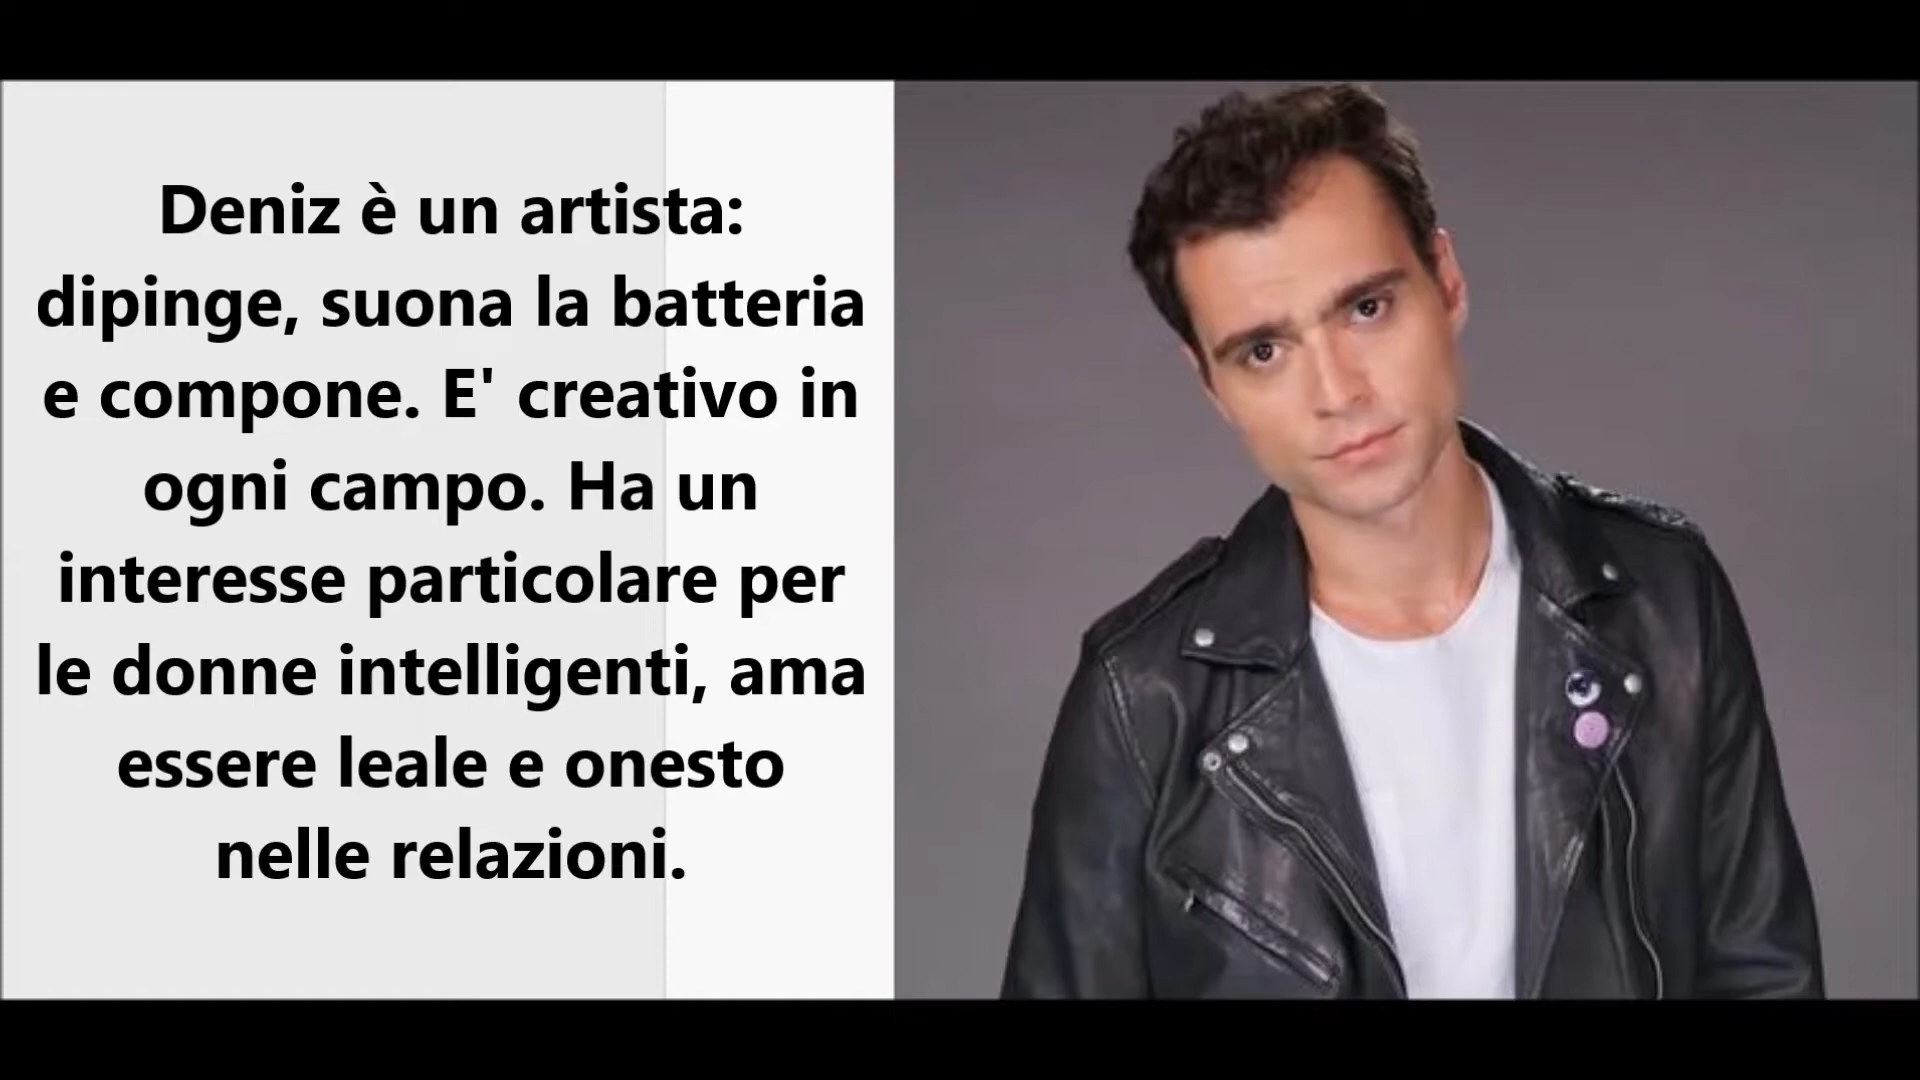 Deniz è un artista:
dipinge, suona la batteria
e compone. E' creativo in
ogni campo. Ha un
interesse particolare per
le donne intelligenti, ama
essere leale e onesto
nelle relazioni.